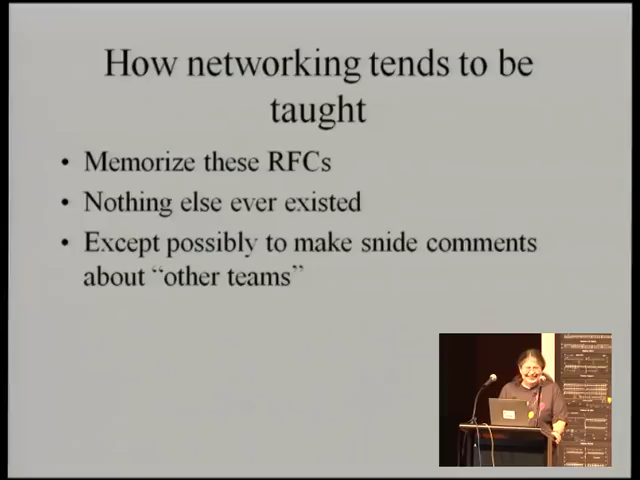 How networking tends to be
taught
• Memorize these RFCs
• Nothing else ever existed
• Except possibly to make snide comments
about “other teams”